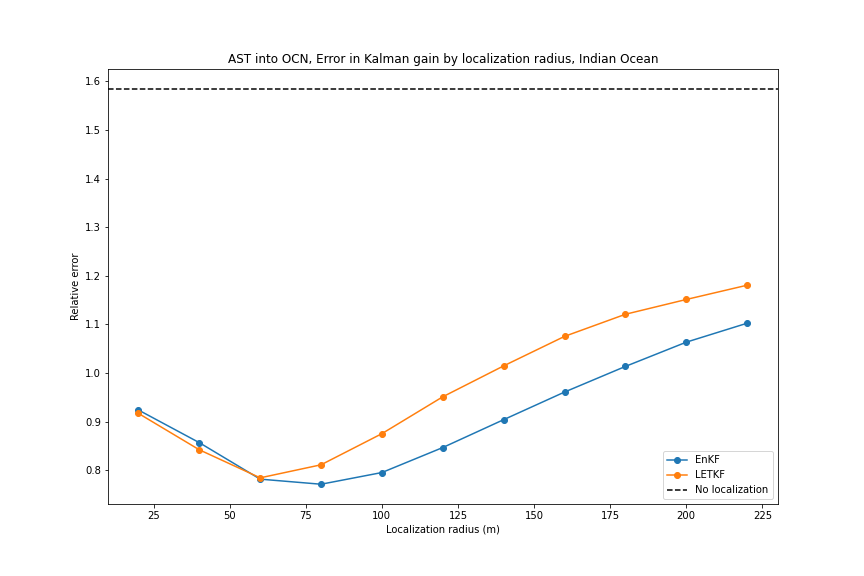 AST into OCN, Error in Kalman gain by localization radius, Indian Ocean
Relative error
1.6
1.5
1.4
1.3
1.2
1.1
1.0
0.9
0.8
25 50 75 100 125 150 175 200 225
Localization radius (m)
EnKF
LETKF
No localization